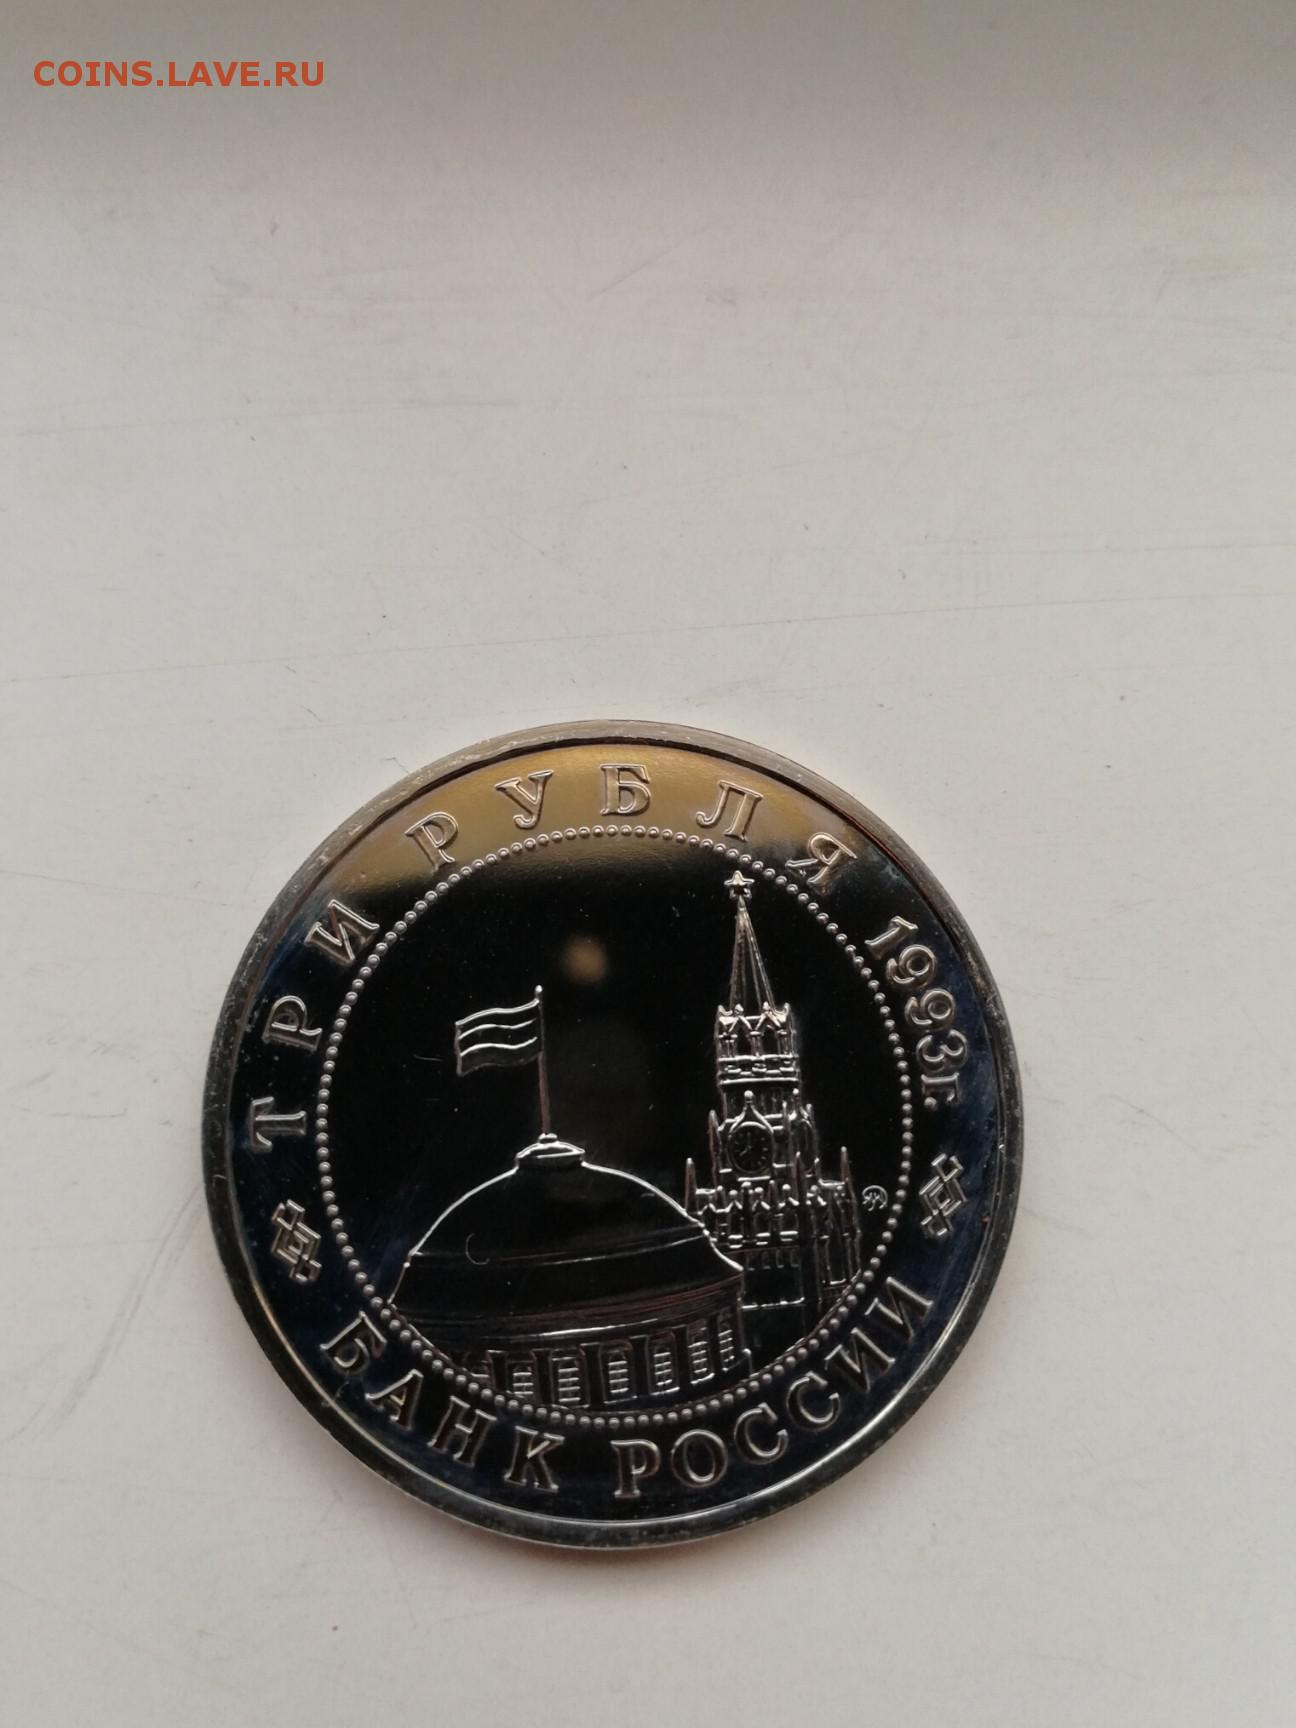 COINS.LAVE.RU
ТРИ РУБЛЯ 1993г.
БАНК РОССИИ